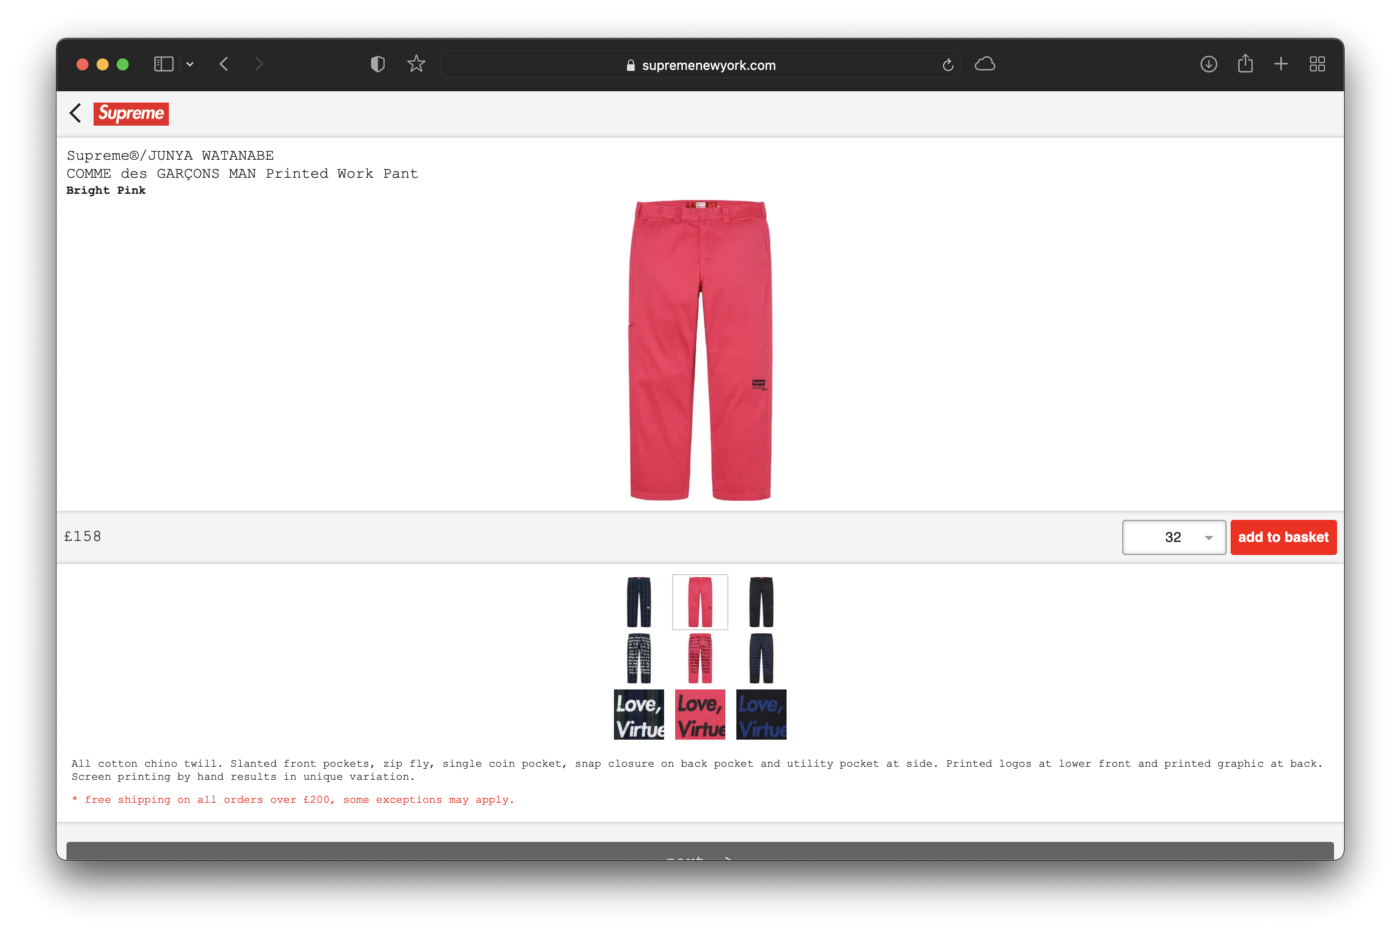 supremenewyork.com
Supreme
Supreme®/JUNYA WATANABE
COMME des GARÇONS MAN Printed Work Pant
Bright Pink
£158
32
add to basket
Love,
Virtue
Love,
Virtue
Love,
Virtue
All cotton chino twill. Slanted front pockets, zip fly, single coin pocket, snap closure on back pocket and utility pocket at side. Printed logos at lower front and printed graphic at back.
Screen printing by hand results in unique variation.
* free shipping on all orders over £200, some exceptions may apply.
next >